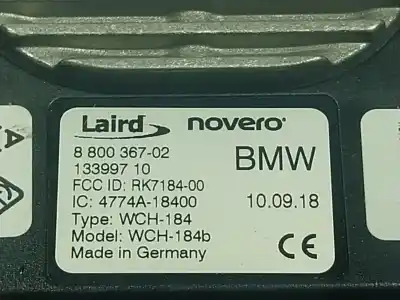 Laird novero
8 800 367-02
133997 10
BMW
FCC ID: RK7184-00
IC: 4774A-18400 10.09.18
Type: WCH-184
Model: WCH-184b
Made in Germany CE